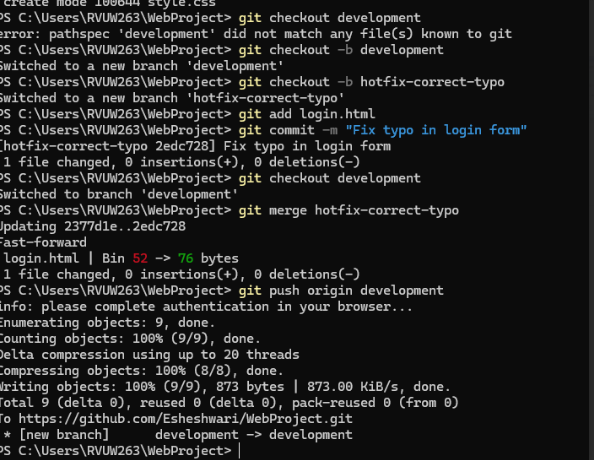 create mode 100644 style.css
PS C:\Users\RVUW263\WebProject> git checkout development
error: pathspec 'development' did not match any file(s) known to git
PS C:\Users\RVUW263\WebProject> git checkout -b development
Switched to a new branch 'development'
PS C:\Users\RVUW263\WebProject> git checkout -b hotfix-correct-typo
Switched to a new branch 'hotfix-correct-typo'
PS C:\Users\RVUW263\WebProject> git add login.html
PS C:\Users\RVUW263\WebProject> git commit -m "Fix typo in login form"
[hotfix-correct-typo 2edc728] Fix typo in login form
1 file changed, 0 insertions(+), 0 deletions(-)
PS C:\Users\RVUW263\WebProject> git checkout development
Switched to branch 'development'
PS C:\Users\RVUW263\WebProject> git merge hotfix-correct-typo
Updating 2377d1e..2edc728
Fast-forward
login.html | Bin 52 -> 76 bytes
1 file changed, 0 insertions(+), 0 deletions(-)
PS C:\Users\RVUW263\WebProject> git push origin development
info: please complete authentication in your browser...
Enumerating objects: 9, done.
Counting objects: 100% (9/9), done.
Delta compression using up to 20 threads
Compressing objects: 100% (8/8), done.
Writing objects: 100% (9/9), 873 bytes | 873.00 KiB/s, done.
Total 9 (delta 0), reused 0 (delta 0), pack-reused 0 (from 0)
To https://github.com/Esheshwari/WebProject.git
* [new branch] development -> development
PS C:\Users\RVUW263\WebProject>